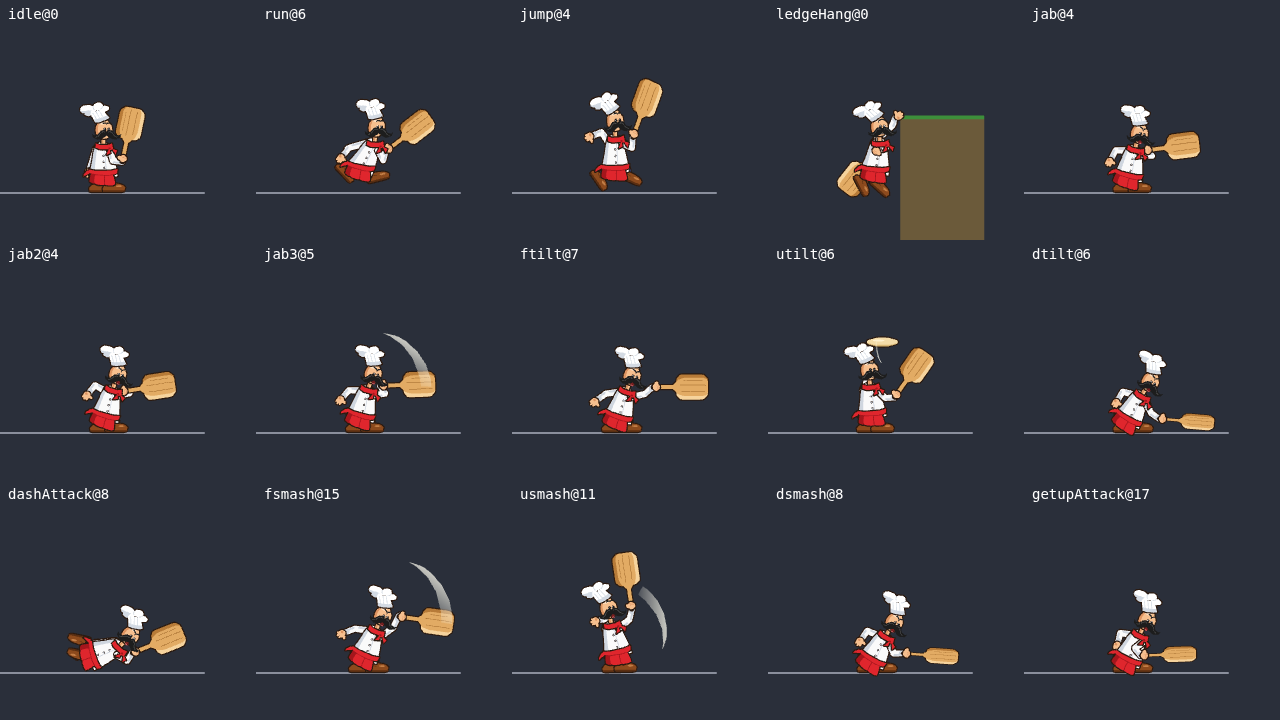 idle@0
run@6
jump@4
ledgeHang@0
jab@4
jab2@4
jab3@5
ftilt@7
utilt@6
dtilt@6
dashAttack@8
fsmash@15
usmash@11
dsmash@8
getupAttack@17